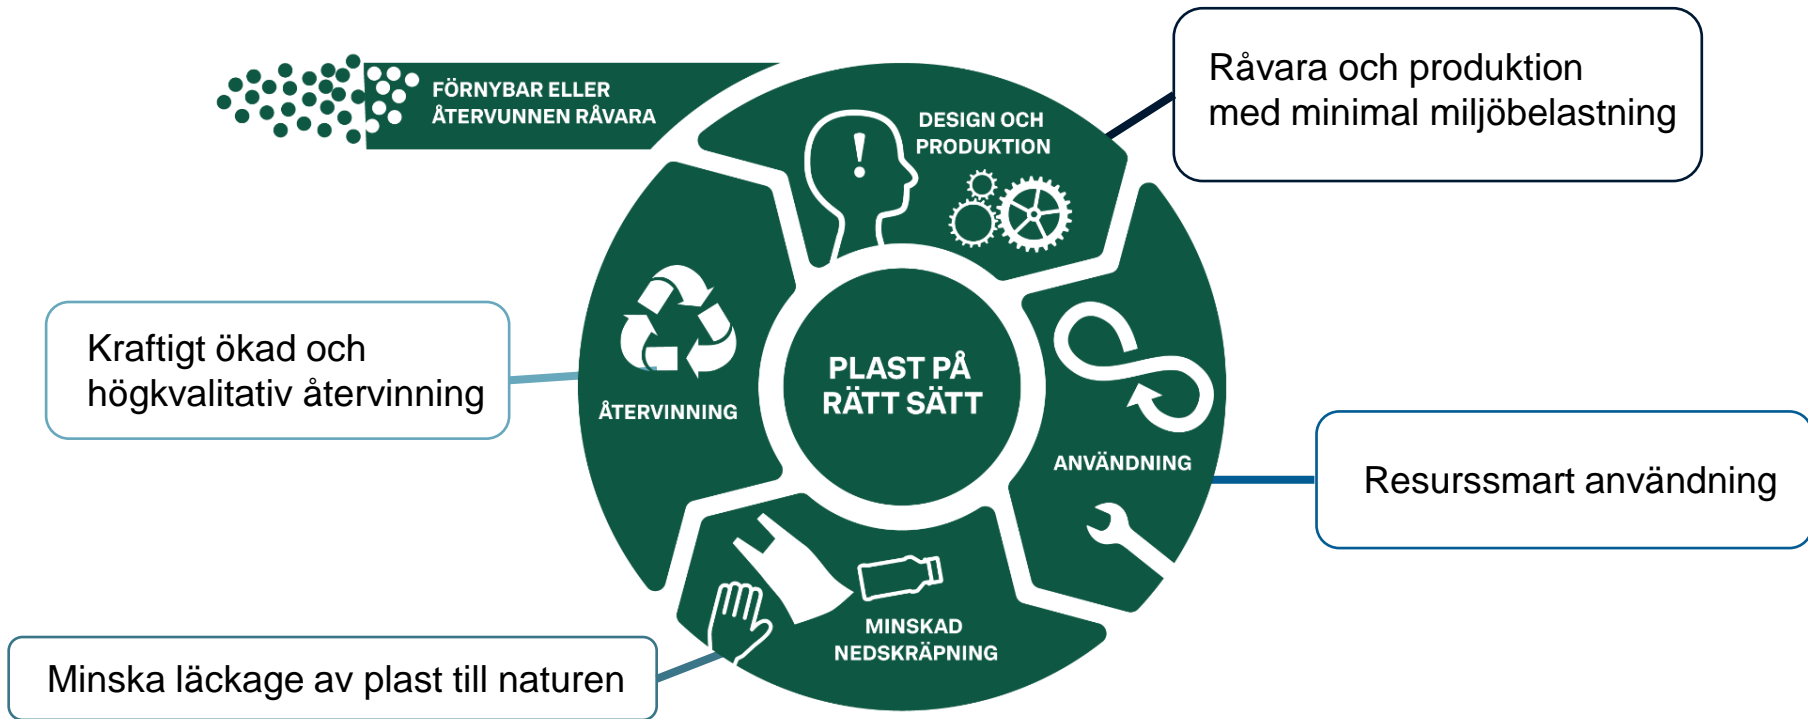 FÖRNYBAR ELLER
ÅTERVUNNEN RÅVARA
DESIGN OCH
PRODUKTION
Råvara och produktion
med minimal miljöbelastning
Kraftigt ökad och
högkvalitativ återvinning
ÅTERVINNING
PLAST PÅ
RÄTT SÄTT
ANVÄNDNING
Resurssmart användning
MINSKAD
NEDSKRÄPNING
Minska läckage av plast till naturen